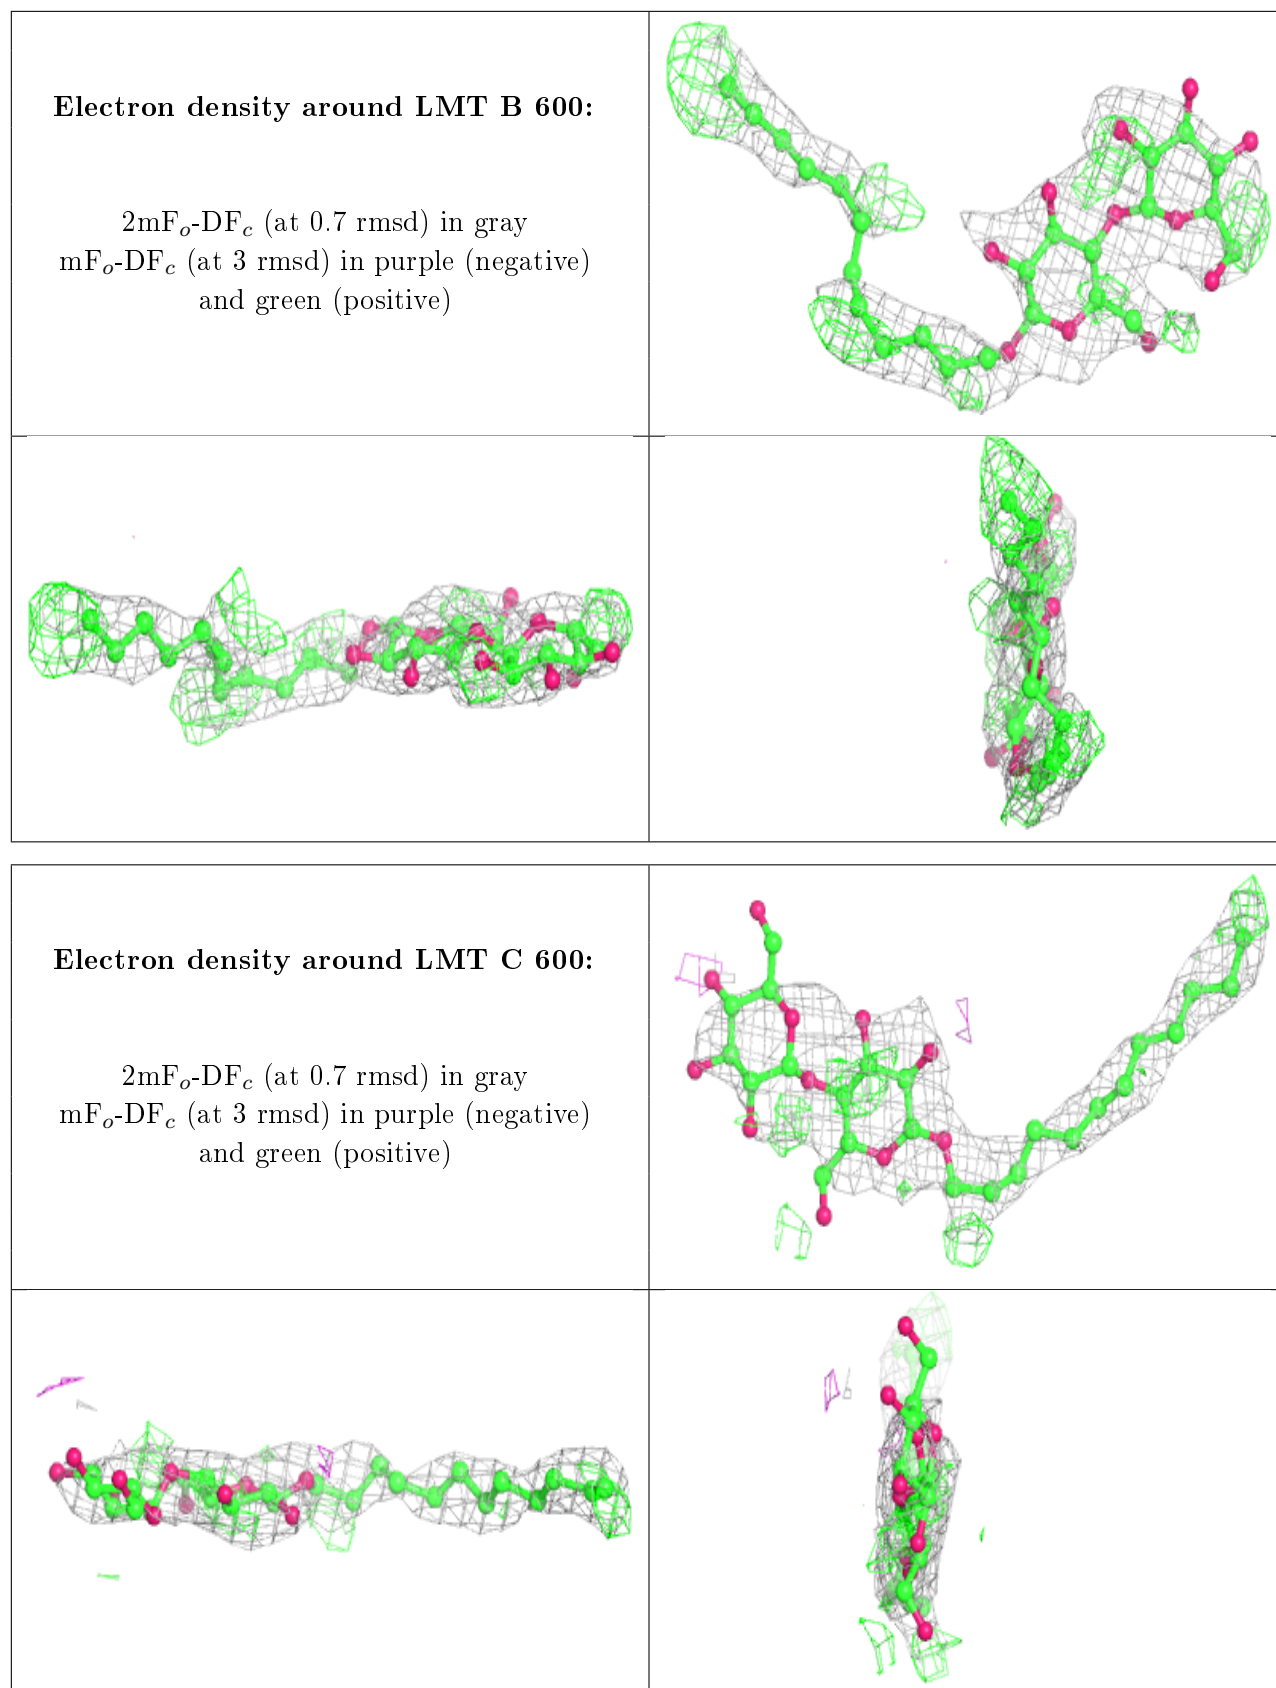 Electron density around LMT B 600:
2mFo-DFc (at 0.7 rmsd) in gray
mFo-DFc (at 3 rmsd) in purple (negative)
and green (positive)
Electron density around LMT C 600:
2mFo-DFc (at 0.7 rmsd) in gray
mFo-DFc (at 3 rmsd) in purple (negative)
and green (positive)